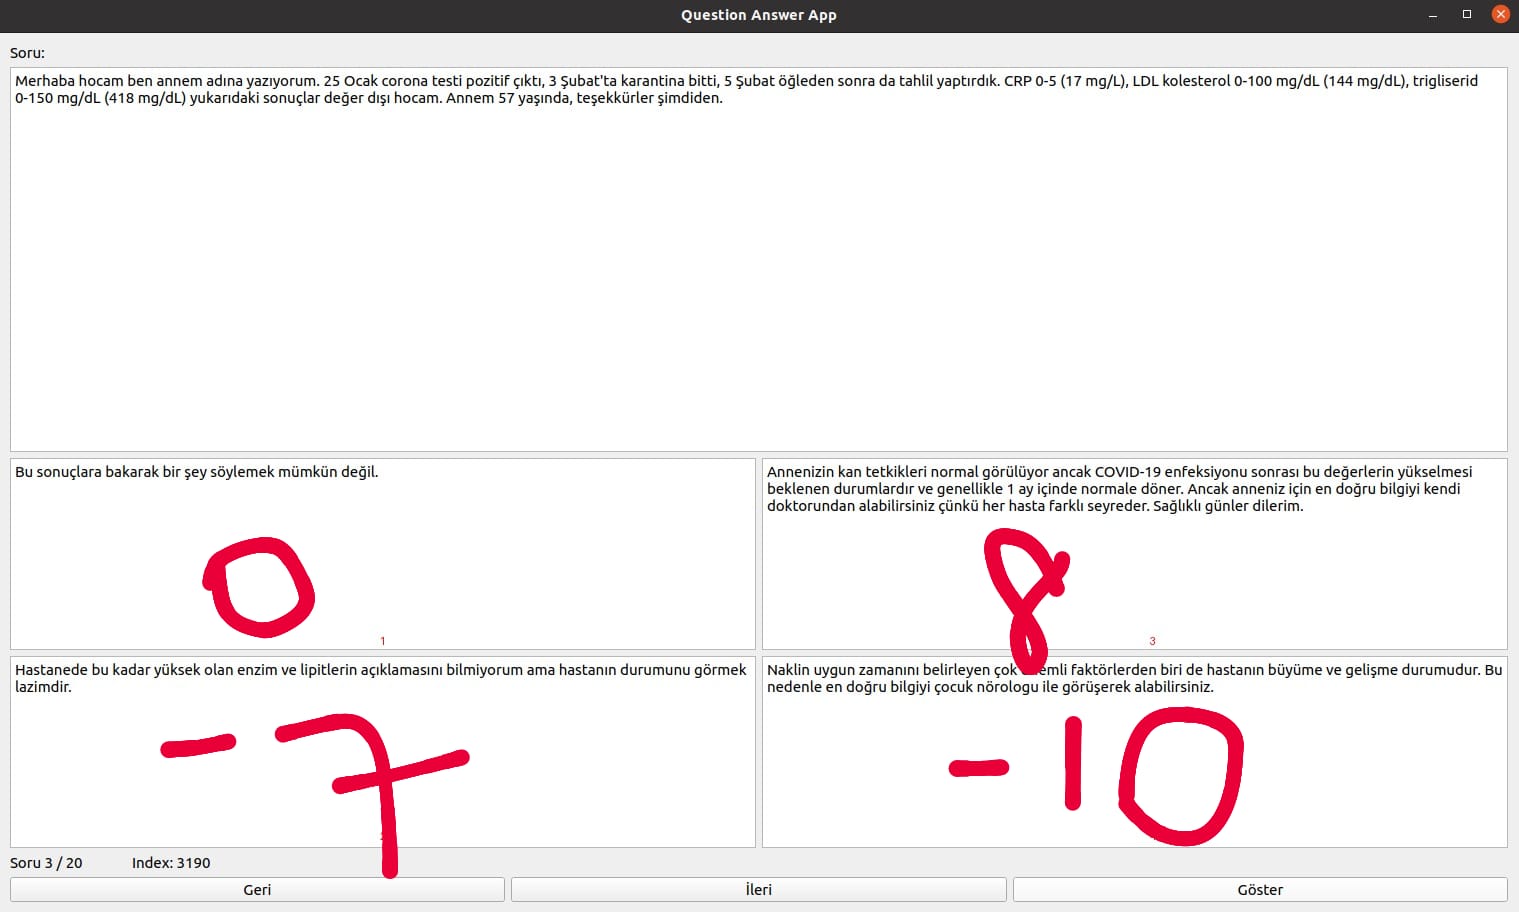 Question Answer App
Soru:
Merhaba hocam ben annem adına yazıyorum. 25 Ocak corona testi pozitif çıktı, 3 Şubat'ta karantina bitti, 5 Şubat öğleden sonra da tahlil yaptırdık. CRP 0-5 (17 mg/L), LDL kolesterol 0-100 mg/dL (144 mg/dL), trigliserid
0-150 mg/dL (418 mg/dL) yukarıdaki sonuçlar değer dışı hocam. Annem 57 yaşında, teşekkürler şimdiden.
Bu sonuçlara bakarak bir şey söylemek mümkün değil.
0
1
Annenizin kan tetkikleri normal görülüyor ancak COVID-19 enfeksiyonu sonrası bu değerlerin yükselmesi
beklenen durumlardır ve genellikle 1 ay içinde normale döner. Ancak anneniz için en doğru bilgiyi kendi
doktorundan alabilirsiniz çünkü her hasta farklı seyreder. Sağlıklı günler dilerim.
8
3
Hastanede bu kadar yüksek olan enzim ve lipitlerin açıklamasını bilmiyorum ama hastanın durumunu görmek
lazimdir.
-7
Naklin uygun zamanını belirleyen çok önemli faktörlerden biri de hastanın büyüme ve gelişme durumudur. Bu
nedenle en doğru bilgiyi çocuk nörologu ile görüşerek alabilirsiniz.
-10
Soru 3 / 20 Index: 3190
Geri İleri Göster